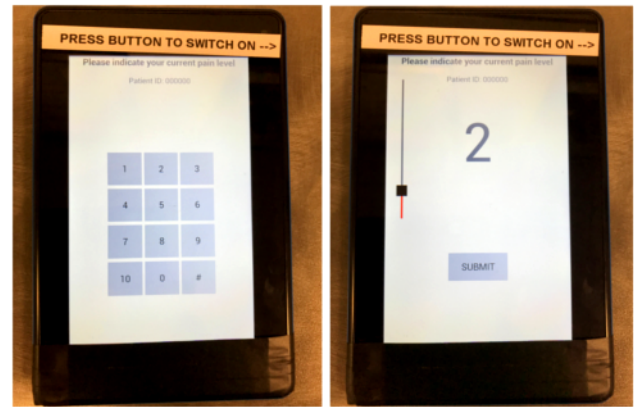 PRESS BUTTON TO SWITCH ON -->
Please indicate your current pain level
Patient ID: 000000
1 2 3
4 5 6
7 8 9
10 0 #
PRESS BUTTON TO SWITCH ON -->
Please indicate your current pain level
Patient ID: 000000
2
SUBMIT